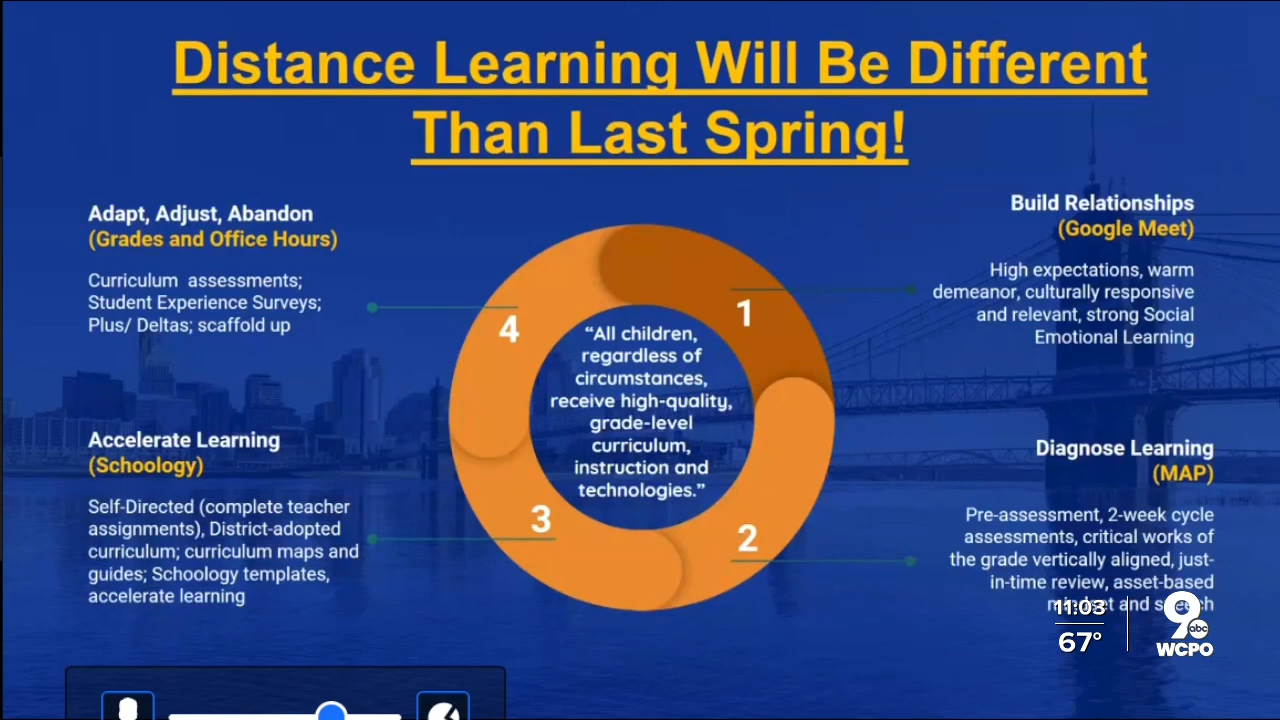 Distance Learning Will Be Different
Than Last Spring!
Adapt, Adjust, Abandon
(Grades and Office Hours)
Curriculum assessments;
Student Experience Surveys;
Plus/ Deltas; scaffold up
Build Relationships
(Google Meet)
High expectations, warm
demeanor, culturally responsive
and relevant, strong Social
Emotional Learning
4
1
“All children,
regardless of
circumstances,
receive high-quality,
grade-level
curriculum,
instruction and
technologies.”
Accelerate Learning
(Schoology)
Self-Directed (complete teacher
assignments), District-adopted
curriculum; curriculum maps and
guides; Schoology templates,
accelerate learning
3
2
Diagnose Learning
(MAP)
Pre-assessment, 2-week cycle
assessments, critical works of
the grade vertically aligned, just-
in-time review, asset-based
mindset and speech
11:03
67°
9
abc
WCPO